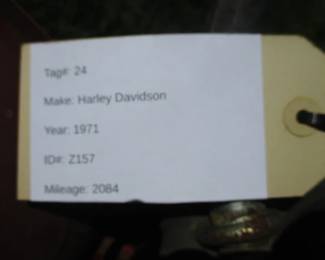 Tag#: 24
Make: Harley Davidson
Year: 1971
ID#: Z157
Mileage: 2084